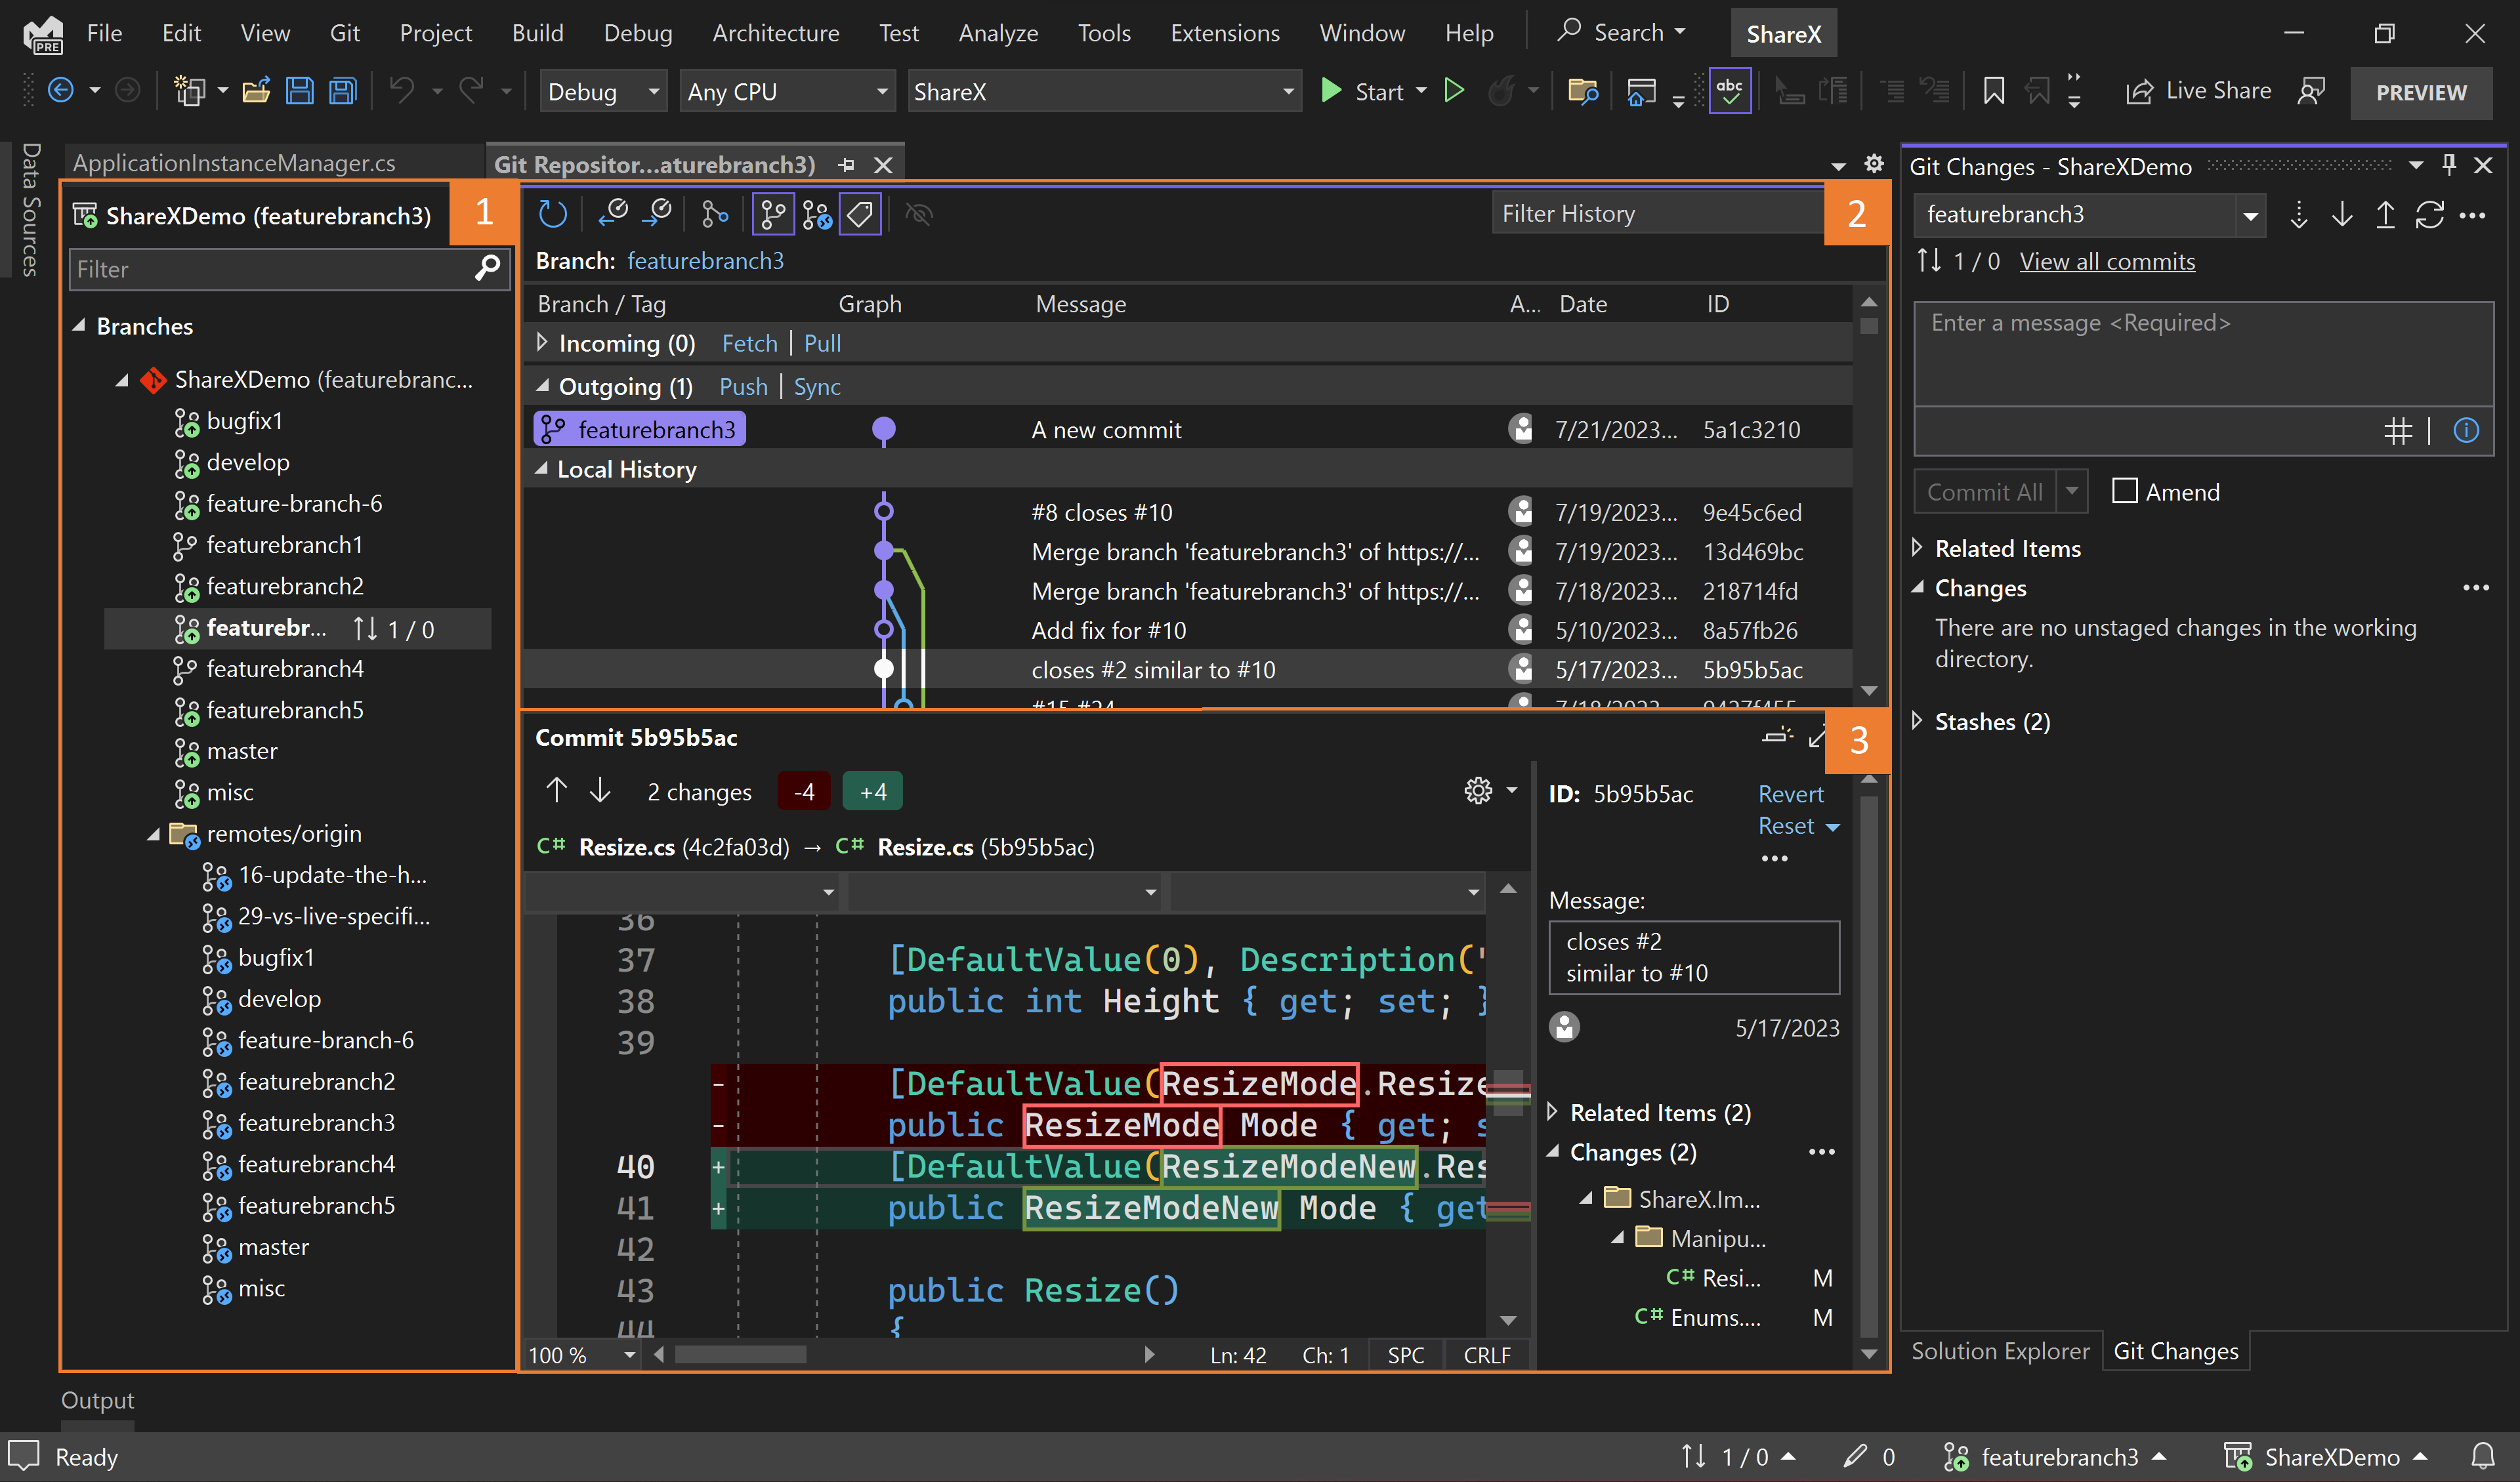 PRE File Edit View Git Project Build Debug Architecture Test Analyze Tools Extensions Window Help Search ShareX
Debug Any CPU ShareX Start abc Live Share PREVIEW
Data Sources
ApplicationInstanceManager.cs Git Repositor...aturebranch3)
ShareXDemo (featurebranch3) 1
Filter
Branches
ShareXDemo (featurebranc...
bugfix1
develop
feature-branch-6
featurebranch1
featurebranch2
featurebr... 1 / 0
featurebranch4
featurebranch5
master
misc
remotes/origin
16-update-the-h...
29-vs-live-specifi...
bugfix1
develop
feature-branch-6
featurebranch2
featurebranch3
featurebranch4
featurebranch5
master
misc
Filter History 2
Branch: featurebranch3
Branch / Tag Graph Message A... Date ID
Incoming (0) Fetch | Pull
Outgoing (1) Push | Sync
featurebranch3 A new commit 7/21/2023... 5a1c3210
Local History
#8 closes #10 7/19/2023... 9e45c6ed
Merge branch 'featurebranch3' of https://... 7/19/2023... 13d469bc
Merge branch 'featurebranch3' of https://... 7/18/2023... 218714fd
Add fix for #10 5/10/2023... 8a57fb26
closes #2 similar to #10 5/17/2023... 5b95b5ac
#15 #24 7/18/2023... 9427f455
Commit 5b95b5ac 3
2 changes -4 +4
C# Resize.cs (4c2fa03d) → C# Resize.cs (5b95b5ac)
36
37 [DefaultValue(0), Description('
38 public int Height { get; set; }
39
- [DefaultValue(ResizeMode.Resize
- public ResizeMode Mode { get; s
40 + [DefaultValue(ResizeModeNew.Res
41 + public ResizeModeNew Mode { get
42
43 public Resize()
44 {
100 % Ln: 42 Ch: 1 SPC CRLF
ID: 5b95b5ac Revert
Reset
...
Message:
closes #2
similar to #10
5/17/2023
Related Items (2)
Changes (2) ...
ShareX.Im...
Manipu...
C# Resi... M
C# Enums.... M
Git Changes - ShareXDemo
featurebranch3
1 / 0 View all commits
Enter a message <Required>
Commit All Amend
Related Items
Changes ...
There are no unstaged changes in the working
directory.
Stashes (2)
Solution Explorer Git Changes
Output
Ready 1 / 0 0 featurebranch3 ShareXDemo